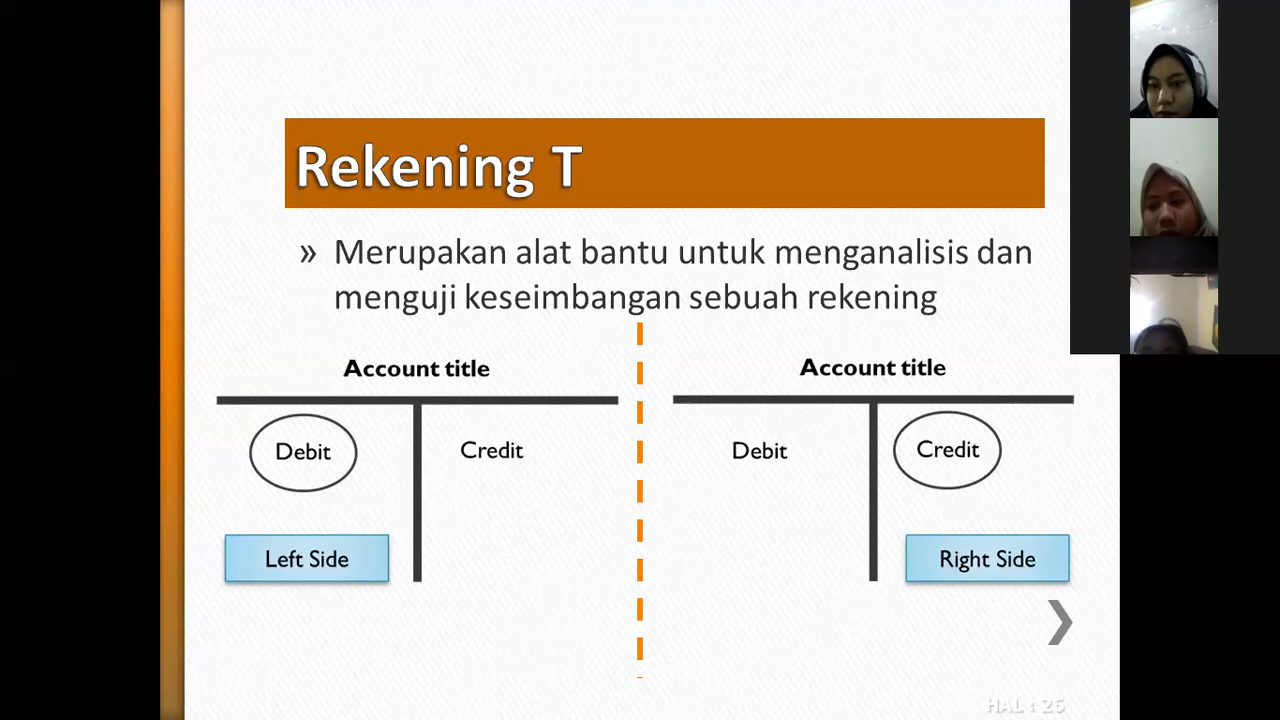 Rekening T
» Merupakan alat bantu untuk menganalisis dan
menguji keseimbangan sebuah rekening
Account title
Debit
Credit
Left Side
Account title
Debit
Credit
Right Side
HAL : 26